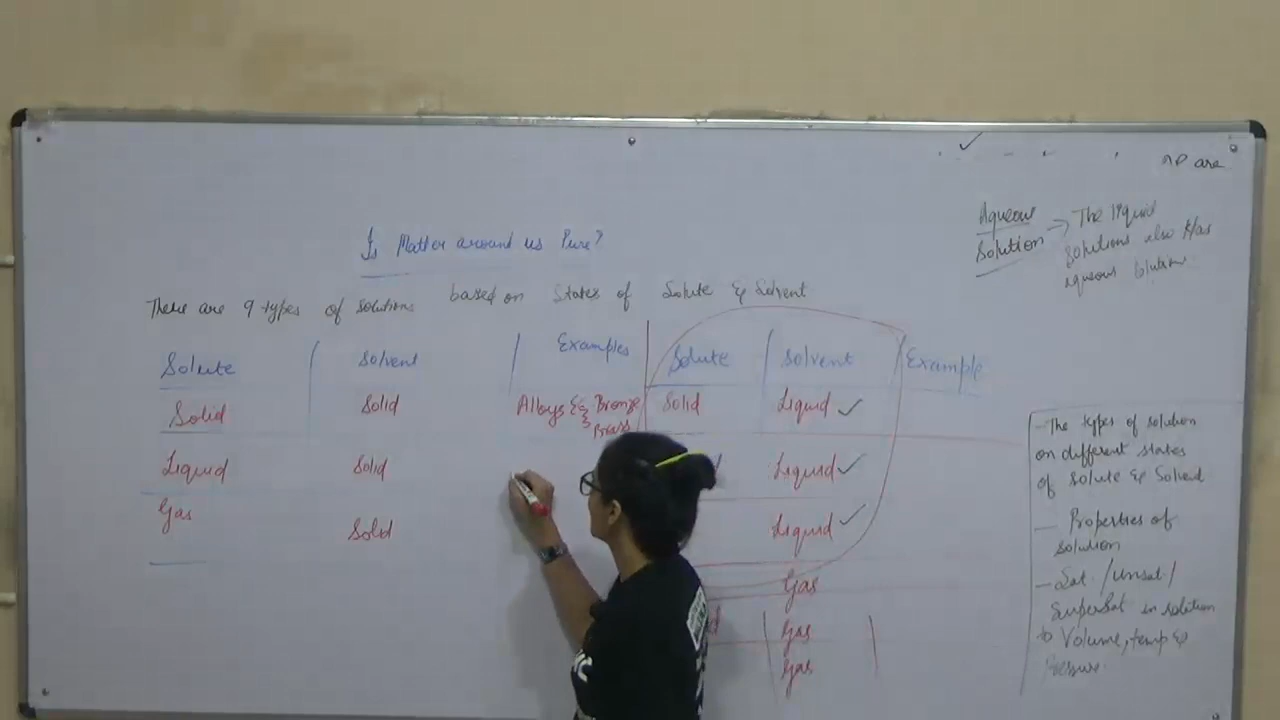 are
Aqueous
Solution → The liquid
solutions also k/as
aqueous
Is Matter around us Pure?
There are 9 types of solutions based on States of Solute & Solvent
Solute Solvent Examples Solute Solvent Example
Solid Solid Alloys Eg Bronze Solid Liquid ✓
Brass
Liquid Solid Liquid ✓
Gas Solid Liquid ✓
Gas
Gas
Gas
- The types of solution
on different states
of Solute & Solvent
- Properties of
solution
- Sat. / Unsat. /
SuperSat in solution
to Volume, temp &